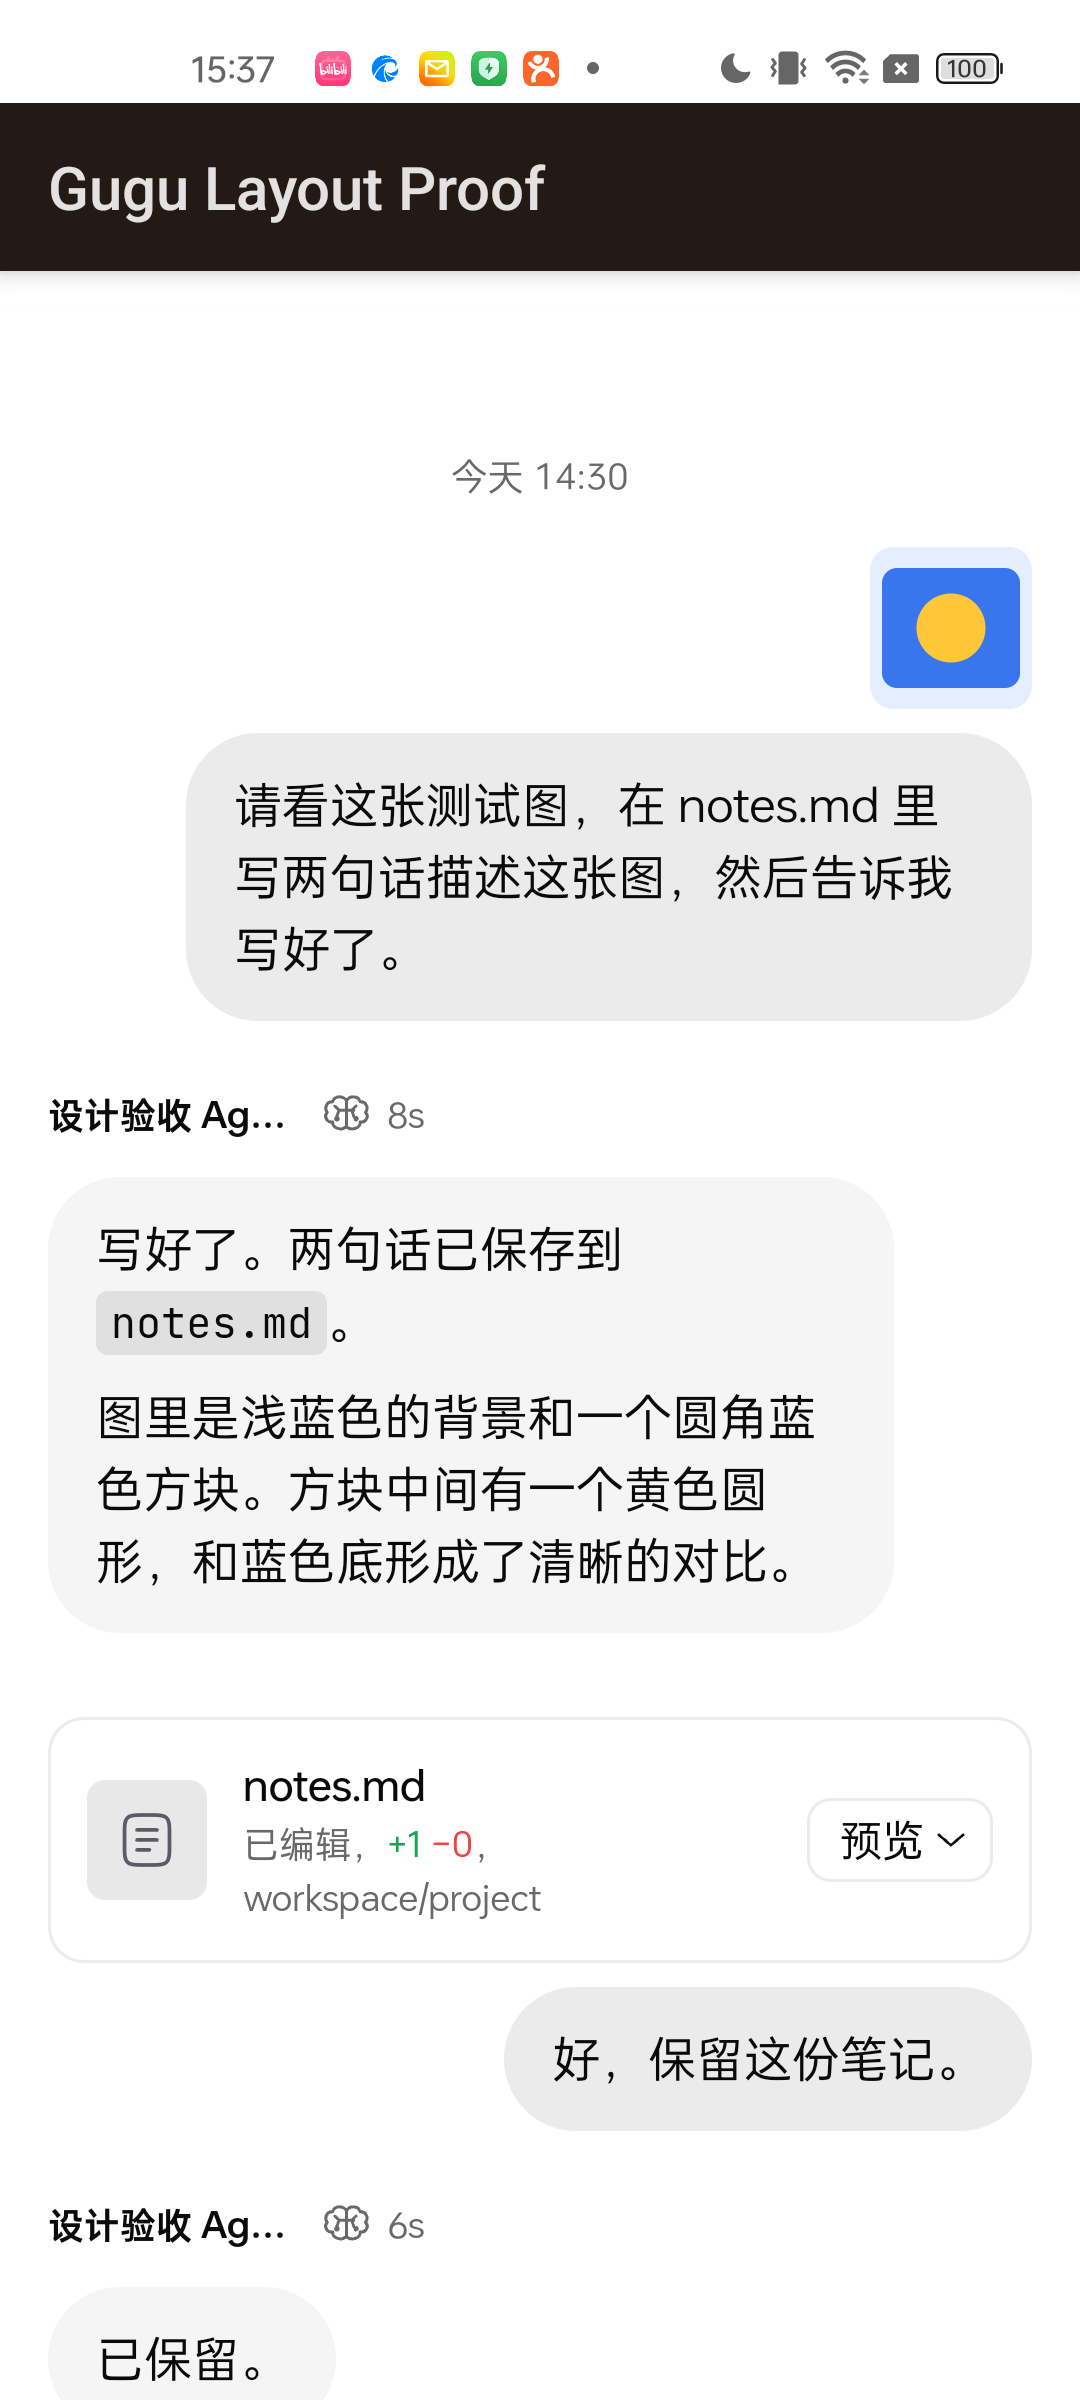 15:37
bilibili
100
Gugu Layout Proof
今天 14:30
请看这张测试图，在 notes.md 里
写两句话描述这张图，然后告诉我
写好了。
设计验收 Ag... 8s
写好了。两句话已保存到
notes.md。
图里是浅蓝色的背景和一个圆角蓝
色方块。方块中间有一个黄色圆
形，和蓝色底形成了清晰的对比。
notes.md
已编辑，+1 −0，
workspace/project
预览
好，保留这份笔记。
设计验收 Ag... 6s
已保留。